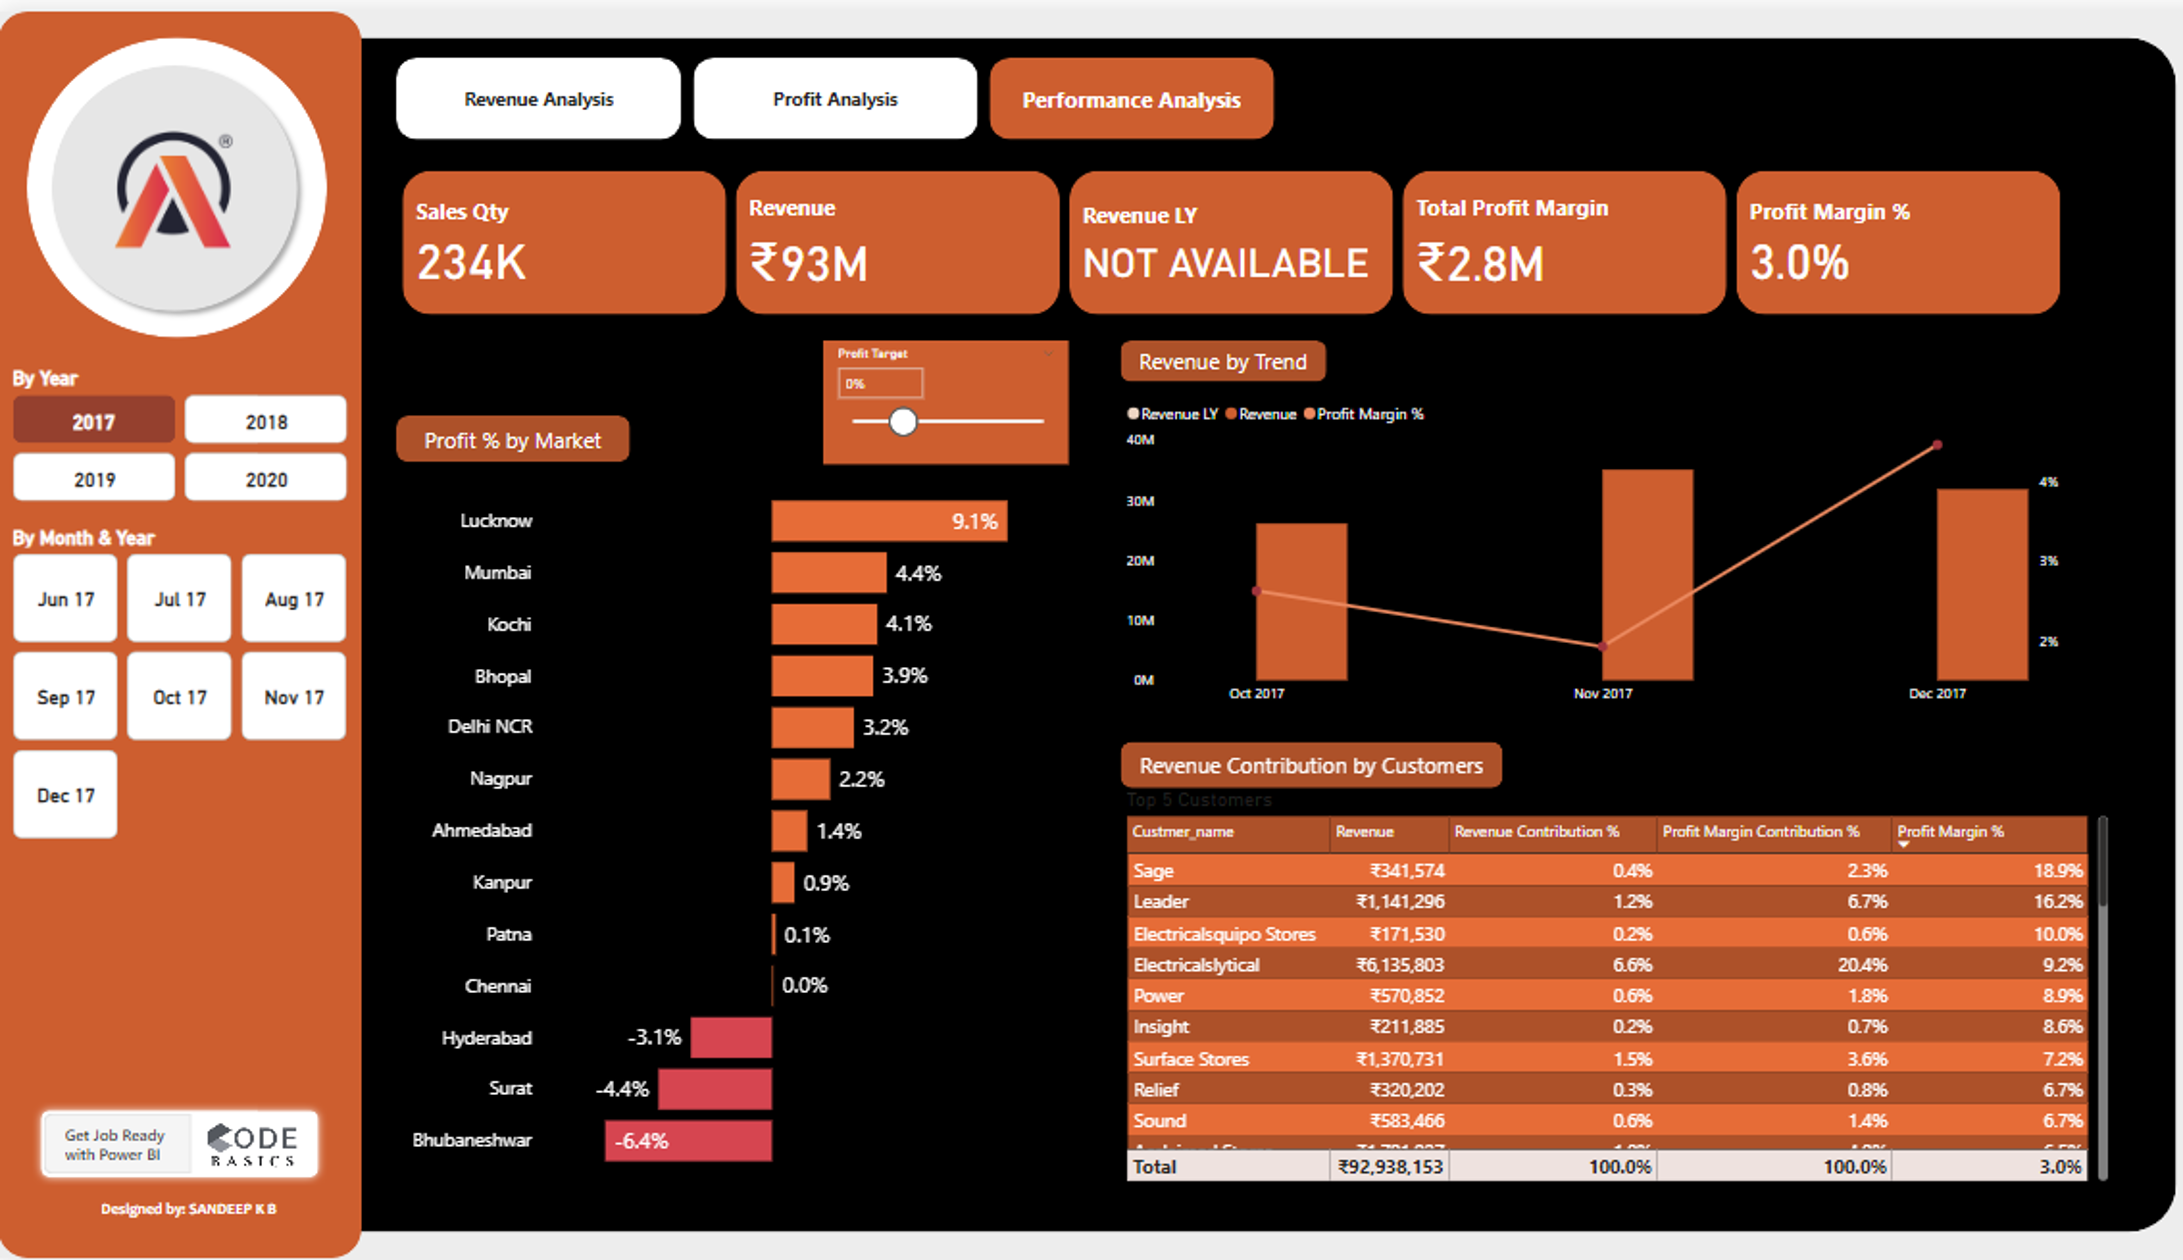 ®
By Year
2017
2018
2019
2020
By Month & Year
Jun 17
Jul 17
Aug 17
Sep 17
Oct 17
Nov 17
Dec 17
Get Job Ready
with Power BI
CODE
BASICS
Designed by: SANDEEP K B
Revenue Analysis
Profit Analysis
Performance Analysis
Sales Qty
234K
Revenue
₹93M
Revenue LY
NOT AVAILABLE
Total Profit Margin
₹2.8M
Profit Margin %
3.0%
Profit Target
0%
Profit % by Market
Lucknow 9.1%
Mumbai 4.4%
Kochi 4.1%
Bhopal 3.9%
Delhi NCR 3.2%
Nagpur 2.2%
Ahmedabad 1.4%
Kanpur 0.9%
Patna 0.1%
Chennai 0.0%
Hyderabad -3.1%
Surat -4.4%
Bhubaneshwar -6.4%
Revenue by Trend
Revenue LY Revenue Profit Margin %
40M
30M
20M
10M
0M
4%
3%
2%
Oct 2017 Nov 2017 Dec 2017
Revenue Contribution by Customers
Top 5 Customers
Custmer_name Revenue Revenue Contribution % Profit Margin Contribution % Profit Margin %
Sage ₹341,574 0.4% 2.3% 18.9%
Leader ₹1,141,296 1.2% 6.7% 16.2%
Electricalsquipo Stores ₹171,530 0.2% 0.6% 10.0%
Electricalslytical ₹6,135,803 6.6% 20.4% 9.2%
Power ₹570,852 0.6% 1.8% 8.9%
Insight ₹211,885 0.2% 0.7% 8.6%
Surface Stores ₹1,370,731 1.5% 3.6% 7.2%
Relief ₹320,202 0.3% 0.8% 6.7%
Sound ₹583,466 0.6% 1.4% 6.7%
Total ₹92,938,153 100.0% 100.0% 3.0%